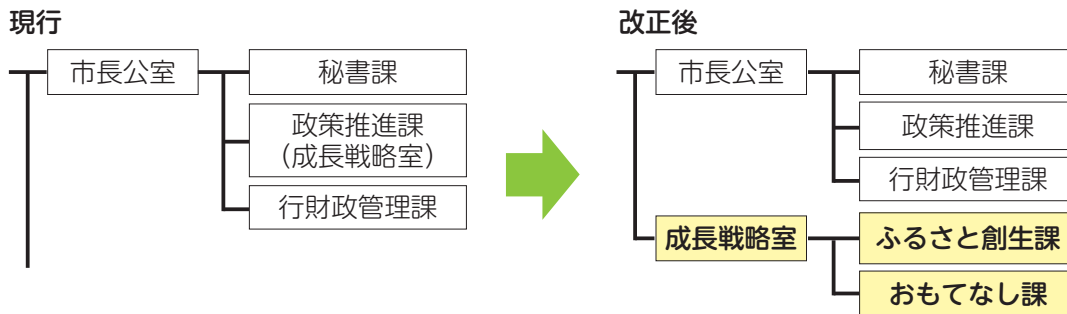 現行
市長公室
秘書課
政策推進課
（成長戦略室）
行財政管理課
改正後
市長公室
秘書課
政策推進課
行財政管理課
成長戦略室
ふるさと創生課
おもてなし課